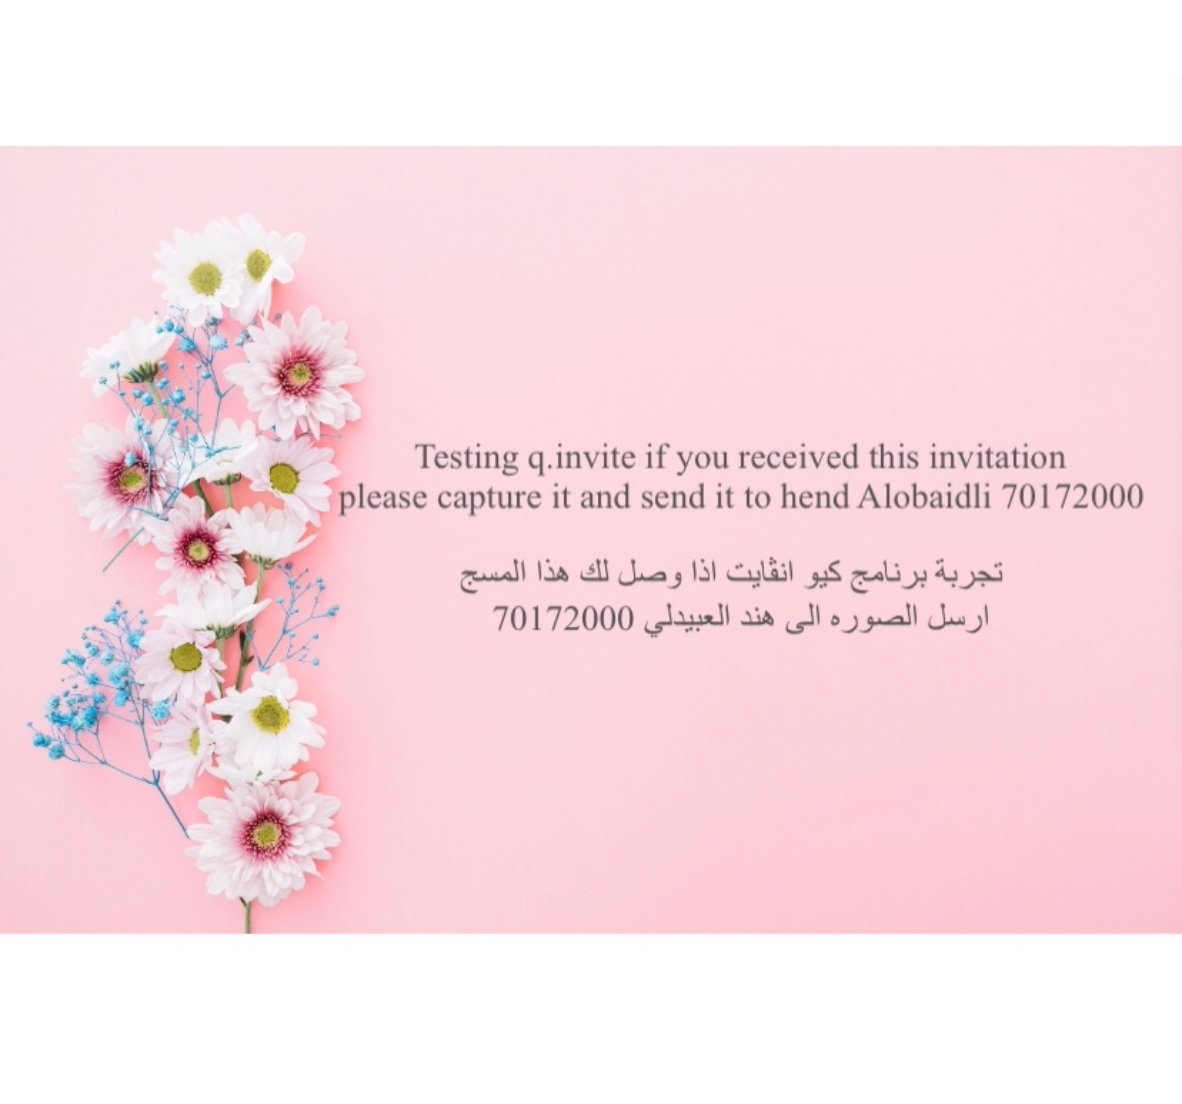 Testing q.invite if you received this invitation
please capture it and send it to hend Alobaidli 70172000
تجربة برنامج كيو انڤايت اذا وصل لك هذا المسج
ارسل الصوره الى هند العبيدلي 70172000